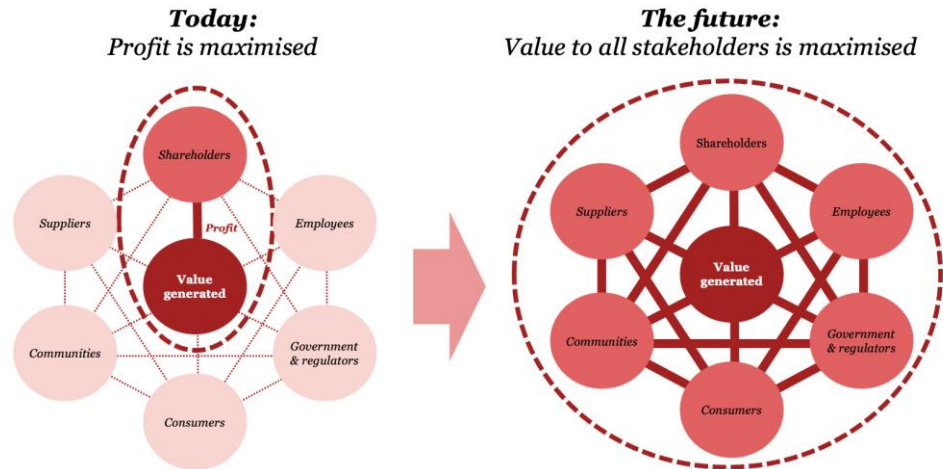 Today:
Profit is maximised
Shareholders
Suppliers
Employees
Profit
Value
generated
Communities
Government
& regulators
Consumers
The future:
Value to all stakeholders is maximised
Shareholders
Suppliers
Employees
Value
generated
Communities
Government
& regulators
Consumers